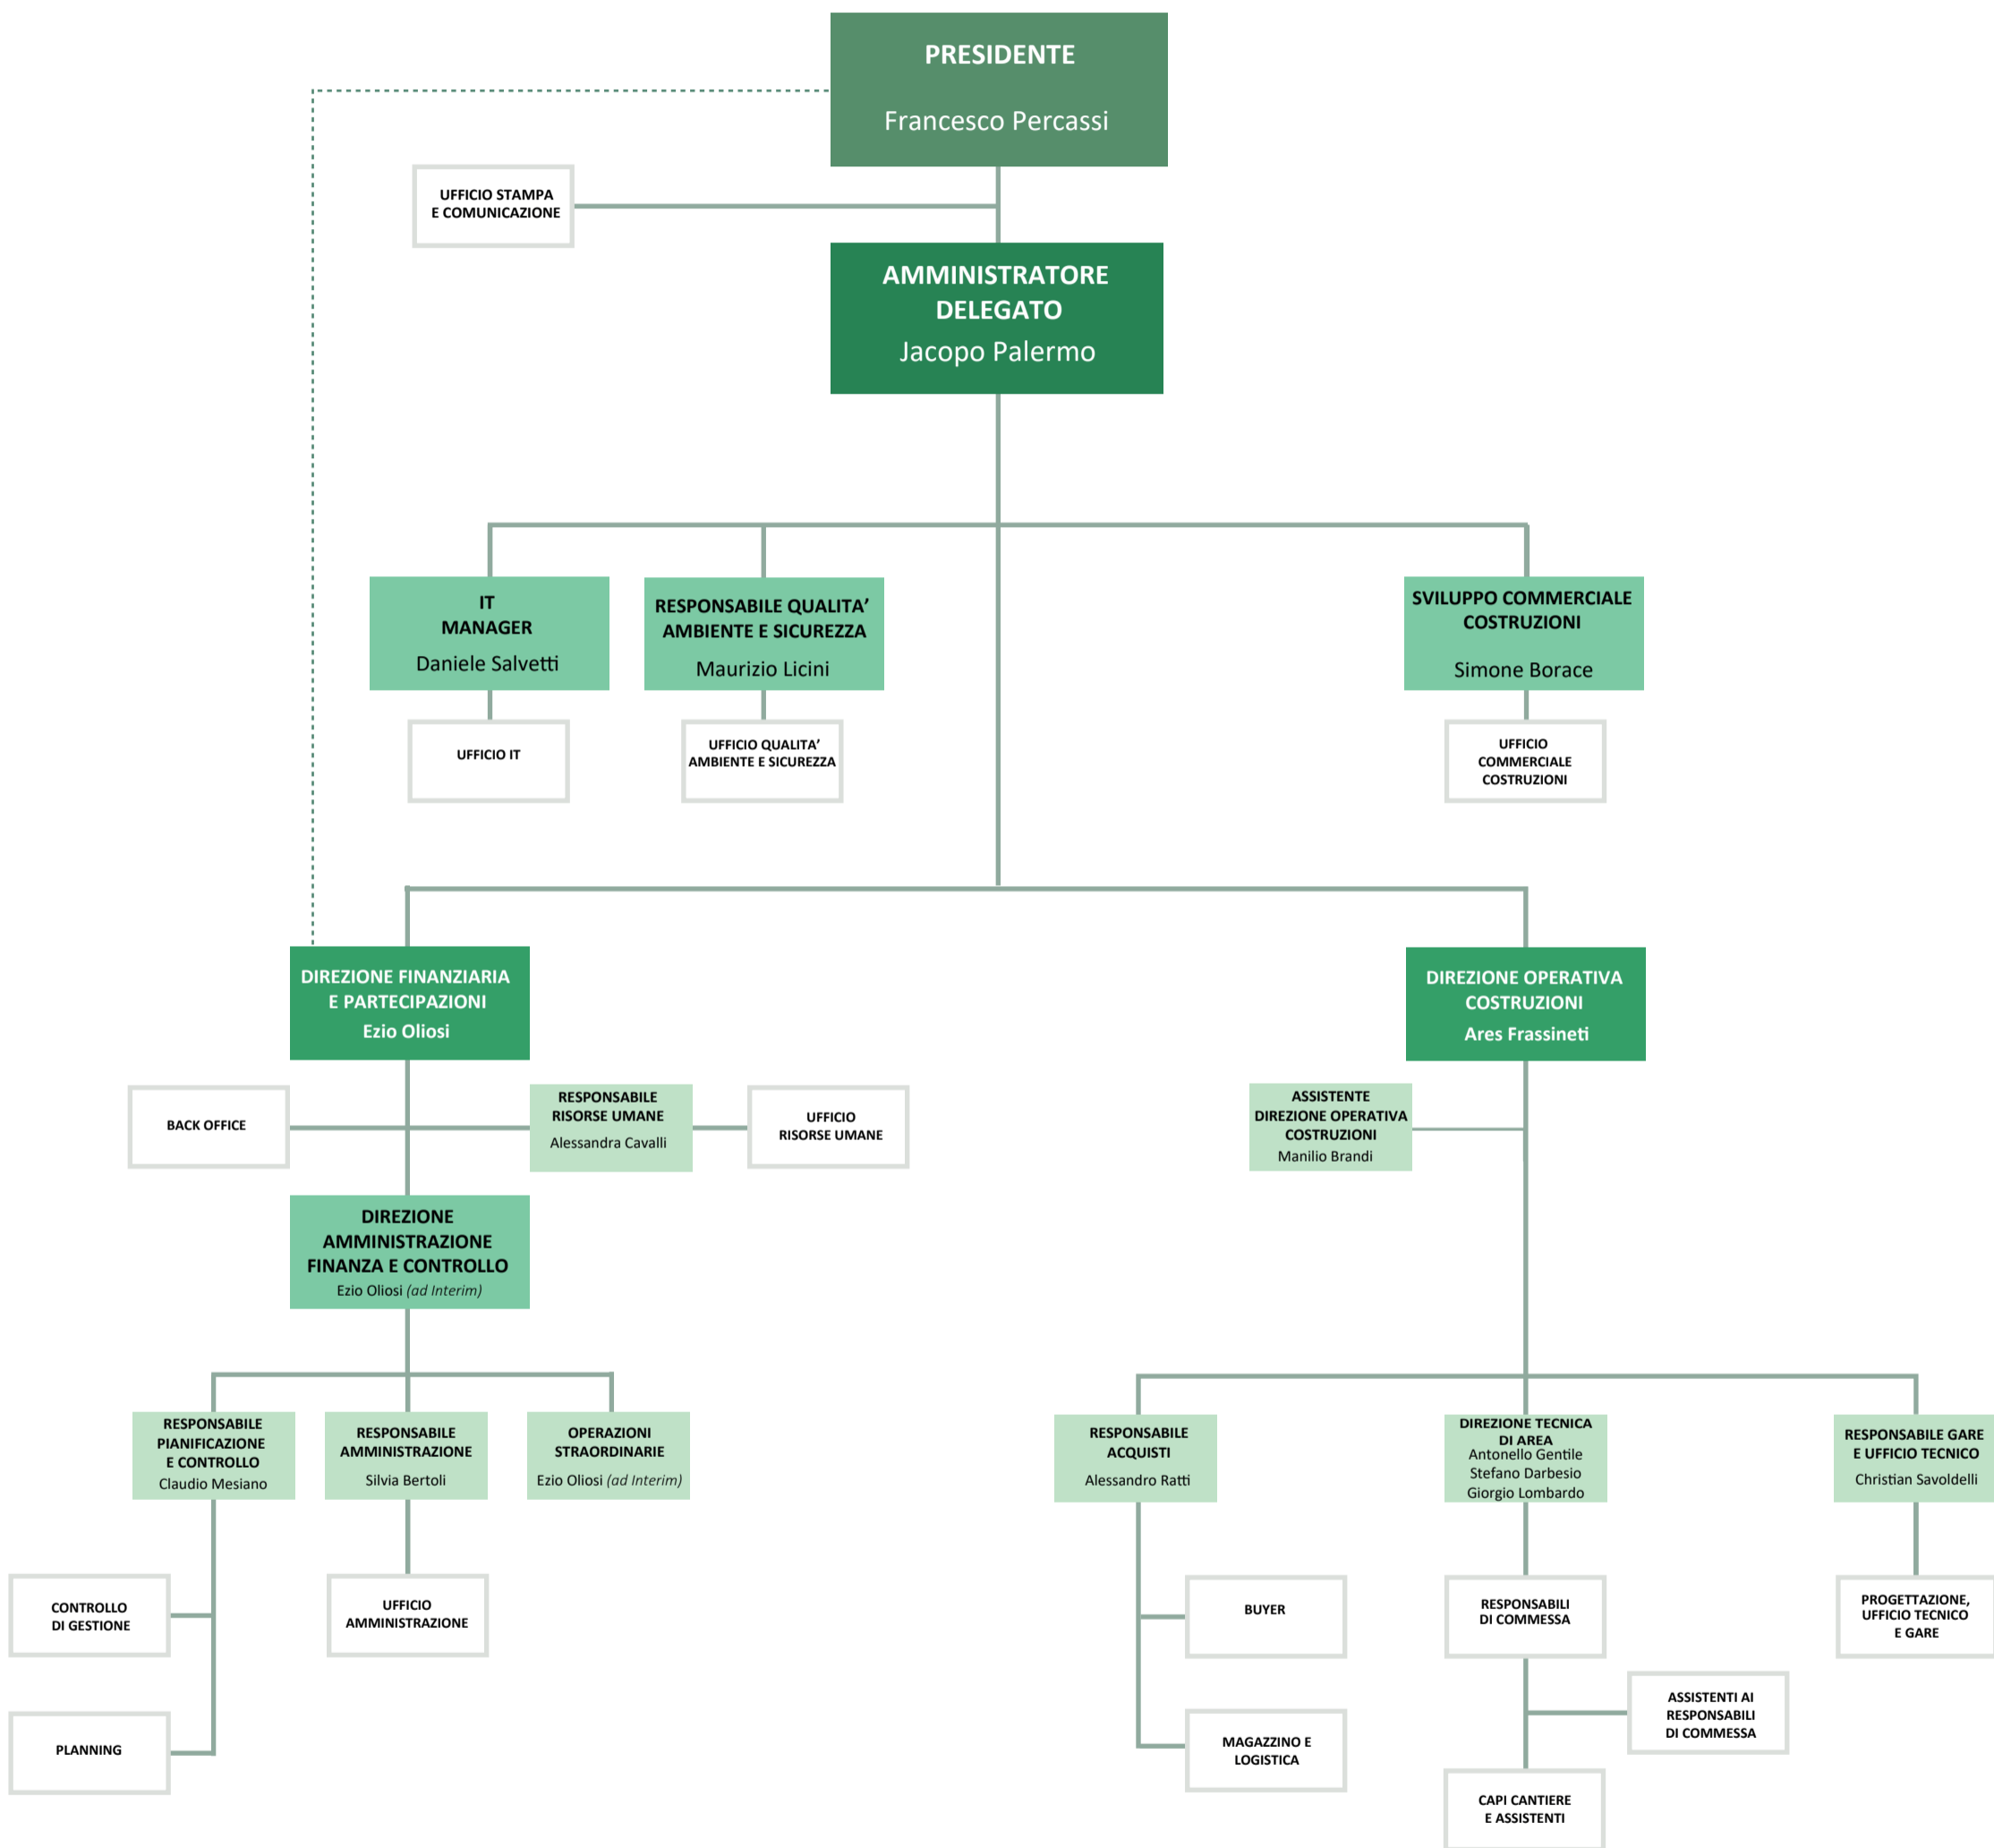 PRESIDENTE
Francesco Percassi
UFFICIO STAMPA
E COMUNICAZIONE
AMMINISTRATORE
DELEGATO
Jacopo Palermo
IT
MANAGER
Daniele Salvetti
RESPONSABILE QUALITA’
AMBIENTE E SICUREZZA
Maurizio Licini
SVILUPPO COMMERCIALE
COSTRUZIONI
Simone Borace
UFFICIO IT
UFFICIO QUALITA’
AMBIENTE E SICUREZZA
UFFICIO
COMMERCIALE
COSTRUZIONI
DIREZIONE FINANZIARIA
E PARTECIPAZIONI
Ezio Oliosi
DIREZIONE OPERATIVA
COSTRUZIONI
Ares Frassineti
BACK OFFICE
RESPONSABILE
RISORSE UMANE
Alessandra Cavalli
UFFICIO
RISORSE UMANE
ASSISTENTE
DIREZIONE OPERATIVA
COSTRUZIONI
Manilio Brandi
DIREZIONE
AMMINISTRAZIONE
FINANZA E CONTROLLO
Ezio Oliosi (ad Interim)
RESPONSABILE
PIANIFICAZIONE
E CONTROLLO
Claudio Mesiano
RESPONSABILE
AMMINISTRAZIONE
Silvia Bertoli
OPERAZIONI
STRAORDINARIE
Ezio Oliosi (ad Interim)
RESPONSABILE
ACQUISTI
Alessandro Ratti
DIREZIONE TECNICA
DI AREA
Antonello Gentile
Stefano Darbesio
Giorgio Lombardo
RESPONSABILE GARE
E UFFICIO TECNICO
Christian Savoldelli
CONTROLLO
DI GESTIONE
UFFICIO
AMMINISTRAZIONE
BUYER
RESPONSABILI
DI COMMESSA
PROGETTAZIONE,
UFFICIO TECNICO
E GARE
PLANNING
MAGAZZINO E
LOGISTICA
ASSISTENTI AI
RESPONSABILI
DI COMMESSA
CAPI CANTIERE
E ASSISTENTI